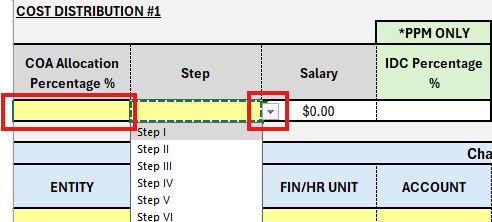 COST DISTRIBUTION #1
*PPM ONLY
COA Allocation Percentage %
Step
Salary
IDC Percentage %
$0.00
Step I
Step II
Step III
Step IV
Step V
Step VI
Cha
ENTITY
FIN/HR UNIT
ACCOUNT